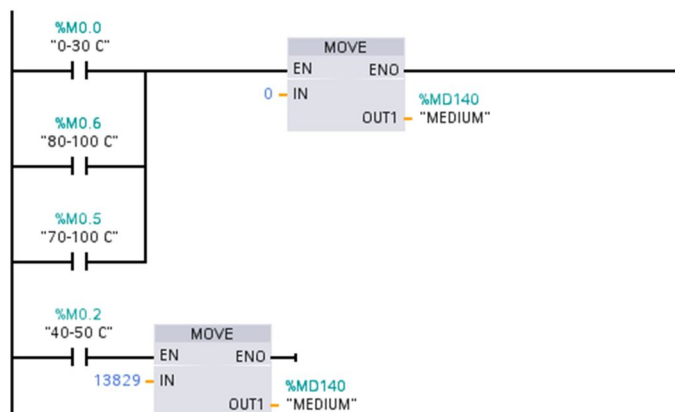 %M0.0
"0-30 C"
MOVE
EN ENO
0 IN
%MD140
OUT1 "MEDIUM"
%M0.6
"80-100 C"
%M0.5
"70-100 C"
%M0.2
"40-50 C"
MOVE
EN ENO
13829 IN
%MD140
OUT1 "MEDIUM"